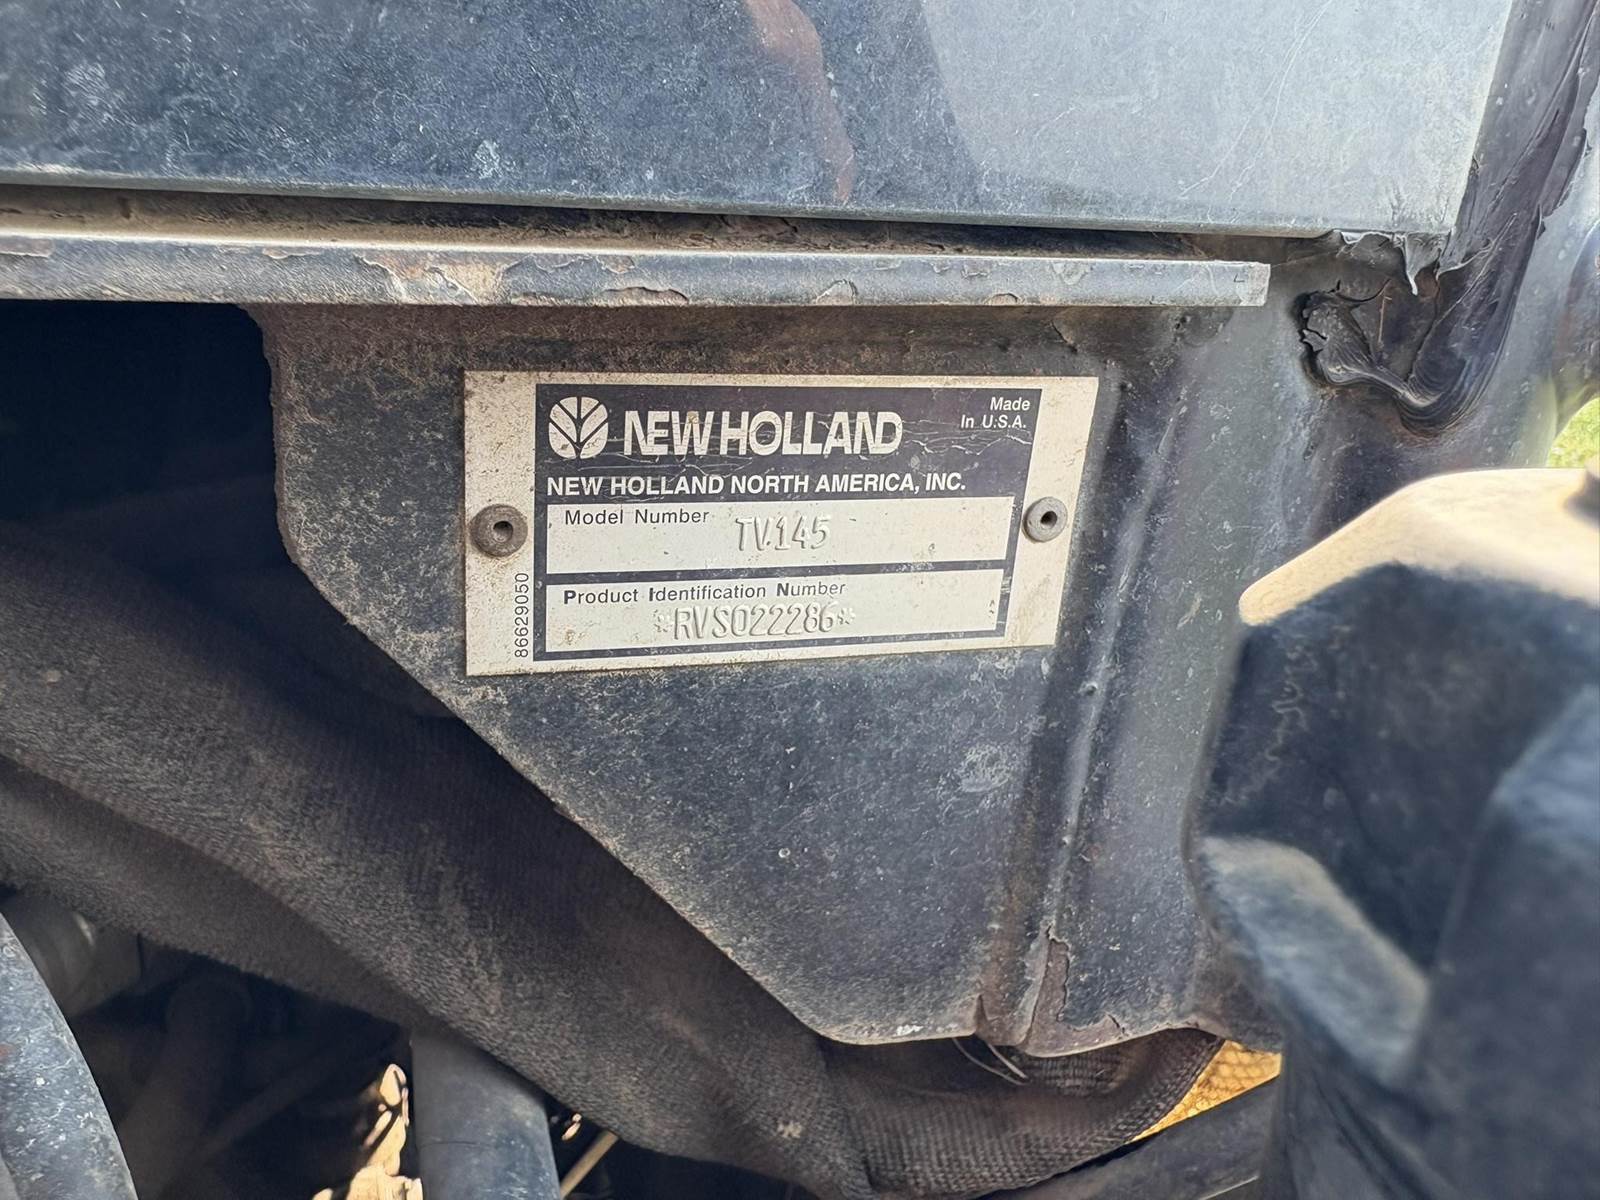 NEW HOLLAND
Made
In U.S.A.
NEW HOLLAND NORTH AMERICA, INC.
Model Number TV145
Product Identification Number
*RVS022286*
86629050